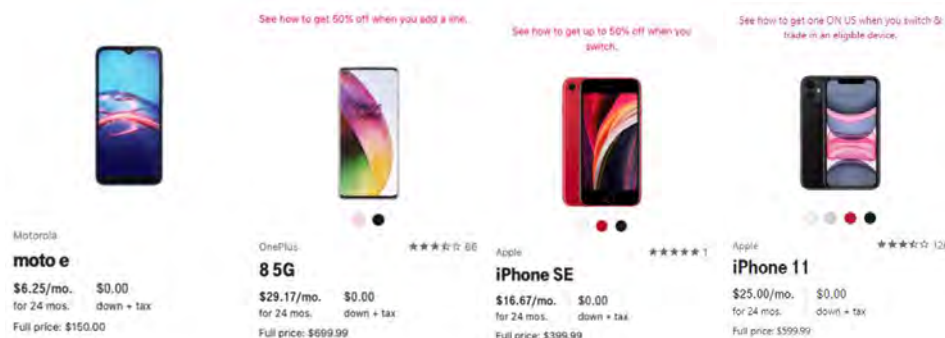 Motorola
moto e
$6.25/mo. $0.00
for 24 mos. down + tax
Full price: $150.00
See how to get 50% off when you add a line.
OnePlus 66
8 5G
$29.17/mo. $0.00
for 24 mos. down + tax
Full price: $699.99
See how to get up to 50% off when you
switch.
Apple 1
iPhone SE
$16.67/mo. $0.00
for 24 mos. down + tax
Full price: $399.99
See how to get one ON US when you switch &
trade in an eligible device.
Apple
iPhone 11
$25.00/mo. $0.00
for 24 mos. down + tax
Full price: $599.99